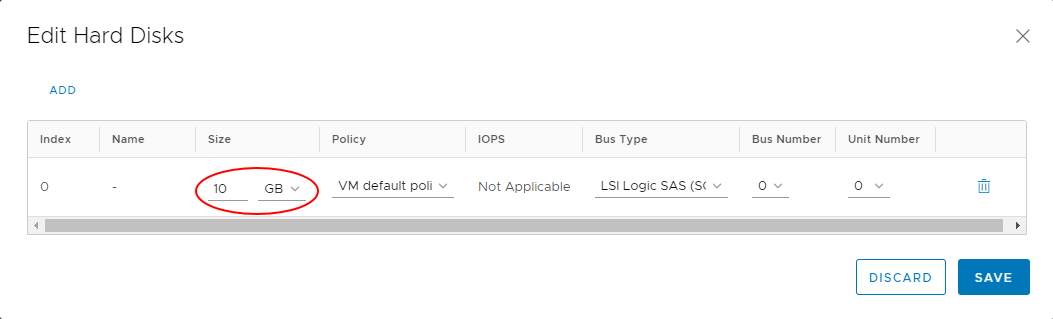 Edit Hard Disks
ADD
Index Name Size Policy IOPS Bus Type Bus Number Unit Number
0 - 10 GB VM default poli Not Applicable LSI Logic SAS (SC 0 0
DISCARD SAVE